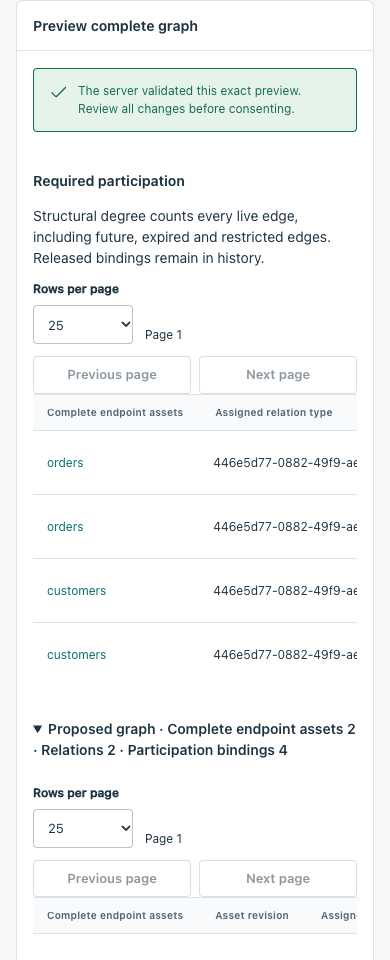 Preview complete graph
The server validated this exact preview.
Review all changes before consenting.
Required participation
Structural degree counts every live edge,
including future, expired and restricted edges.
Released bindings remain in history.
Rows per page
25 Page 1
Previous page Next page
Complete endpoint assets Assigned relation type
orders 446e5d77-0882-49f9-ae
orders 446e5d77-0882-49f9-ae
customers 446e5d77-0882-49f9-ae
customers 446e5d77-0882-49f9-ae
▼ Proposed graph · Complete endpoint assets 2
· Relations 2 · Participation bindings 4
Rows per page
25 Page 1
Previous page Next page
Complete endpoint assets Asset revision Assign